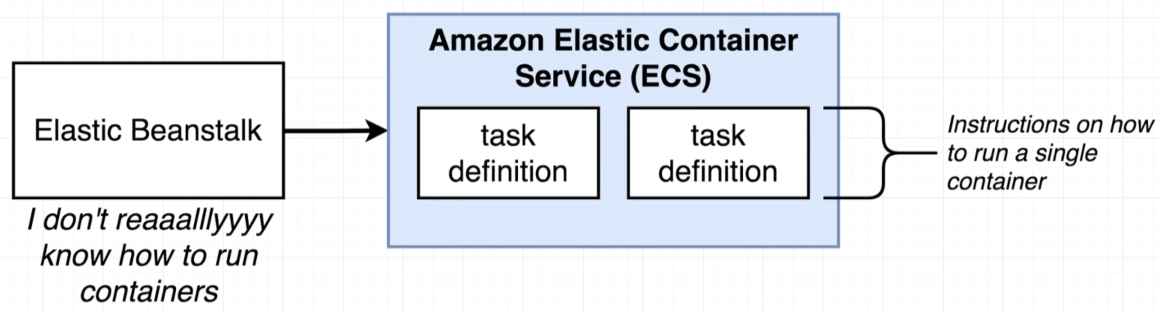 Amazon Elastic Container
Service (ECS)
Elastic Beanstalk
task
definition
task
definition
Instructions on how
to run a single
container
I don't reaaalllyyyy
know how to run
containers